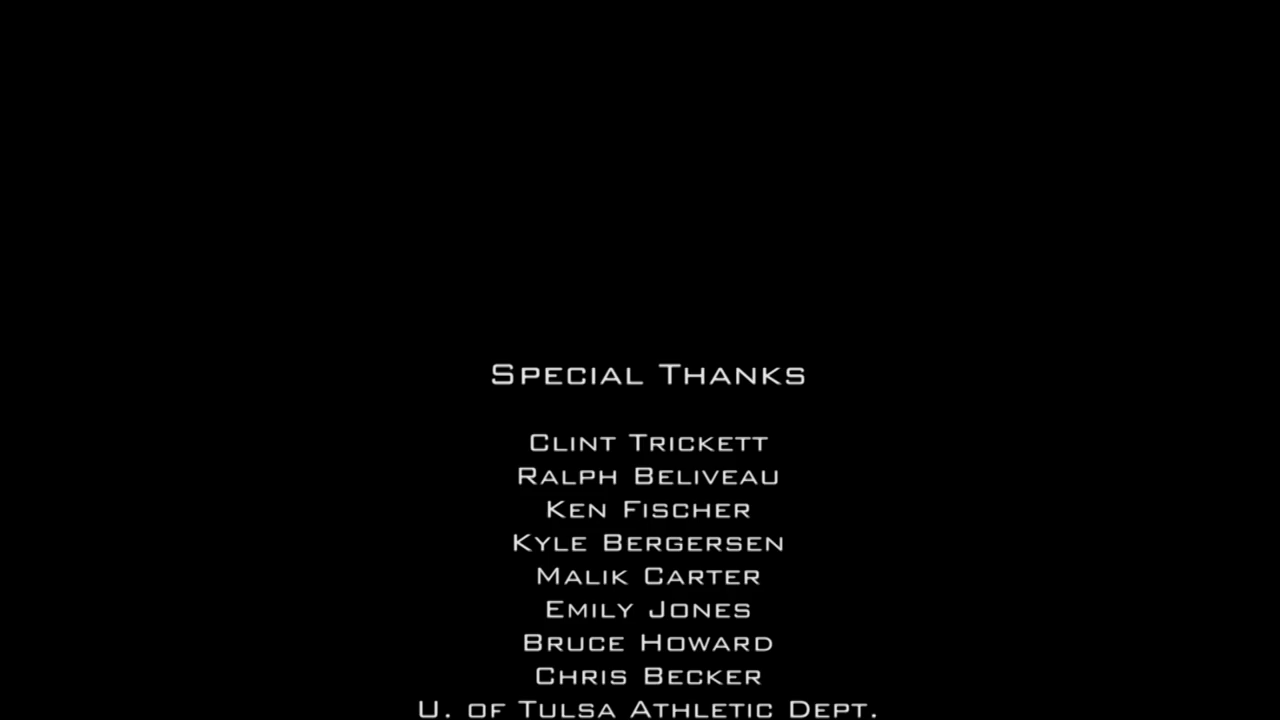 Special Thanks
Clint Trickett
Ralph Beliveau
Ken Fischer
Kyle Bergersen
Malik Carter
Emily Jones
Bruce Howard
Chris Becker
U. of Tulsa Athletic Dept.